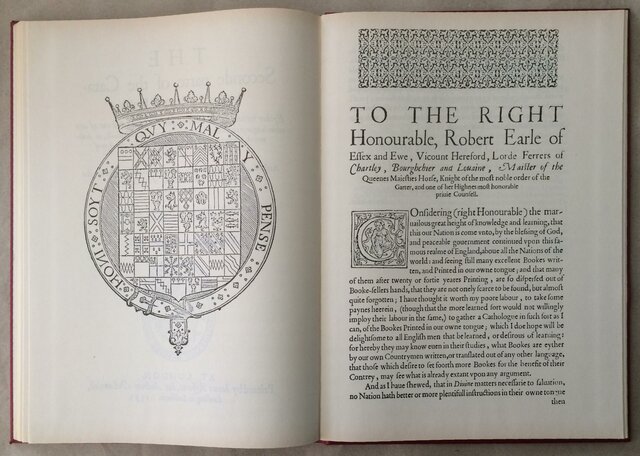 HONI·SOYT·QVY·MAL·Y·PENSE
TO THE RIGHT
Honourable, Robert Earle of
Essex and Ewe, Vicount Hereford, Lorde Ferrers of
Chartley, Bourghchier and Louaine, Maister of the
Queenes Maiesties Horse, Knight of the most noble order of the
Garter, and one of her Highnes most honorable
priuie Counsell.
COnsidering (right Honourable) the mar-
uailous great height of knowledge and learning, that
this our Nation is come vnto, by the blessing of God,
and peaceable gouernment continued vpon this fa-
mous realme of England, aboue all the Nations of the
world: and seeing still many excellent Bookes writ-
ten, and Printed in our owne tongue; and that many
of them after twenty or fortie yeares Printing, are so dispersed out of
Booke-sellers hands, that they are not onely scarce to be found, but almost
quite forgotten; I haue thought it worth my poore labour, to take some
paynes heerein, (though that the more learned sort would not willingly
imploy their labour in the same,) to gather a Cathologue in such sort as I
can, of the Bookes Printed in our owne tongue; which I doe hope will be
delightsome to all English men that be learned, or desirous of learning:
for hereby they may know euen in their studies, what Bookes are eyther
by our own Countrymen written, or translated out of any other language,
that those which desire to set foorth more Bookes for the benefit of their
Contrey, may see what is already extant vpon any argument.
And as I haue shewed, that in Diuine matters necessarie to saluation,
no Nation hath better or more plentifull instructions in their owne tongue
then